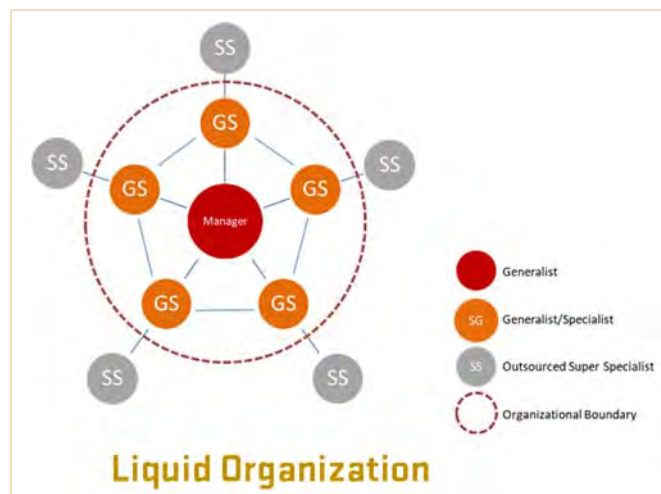 SS
GS
SS
SS
GS
GS
Manager
GS
GS
SS
SS
Generalist
SG
Generalist/Specialist
SS
Outsourced Super Specialist
Organizational Boundary
Liquid Organization